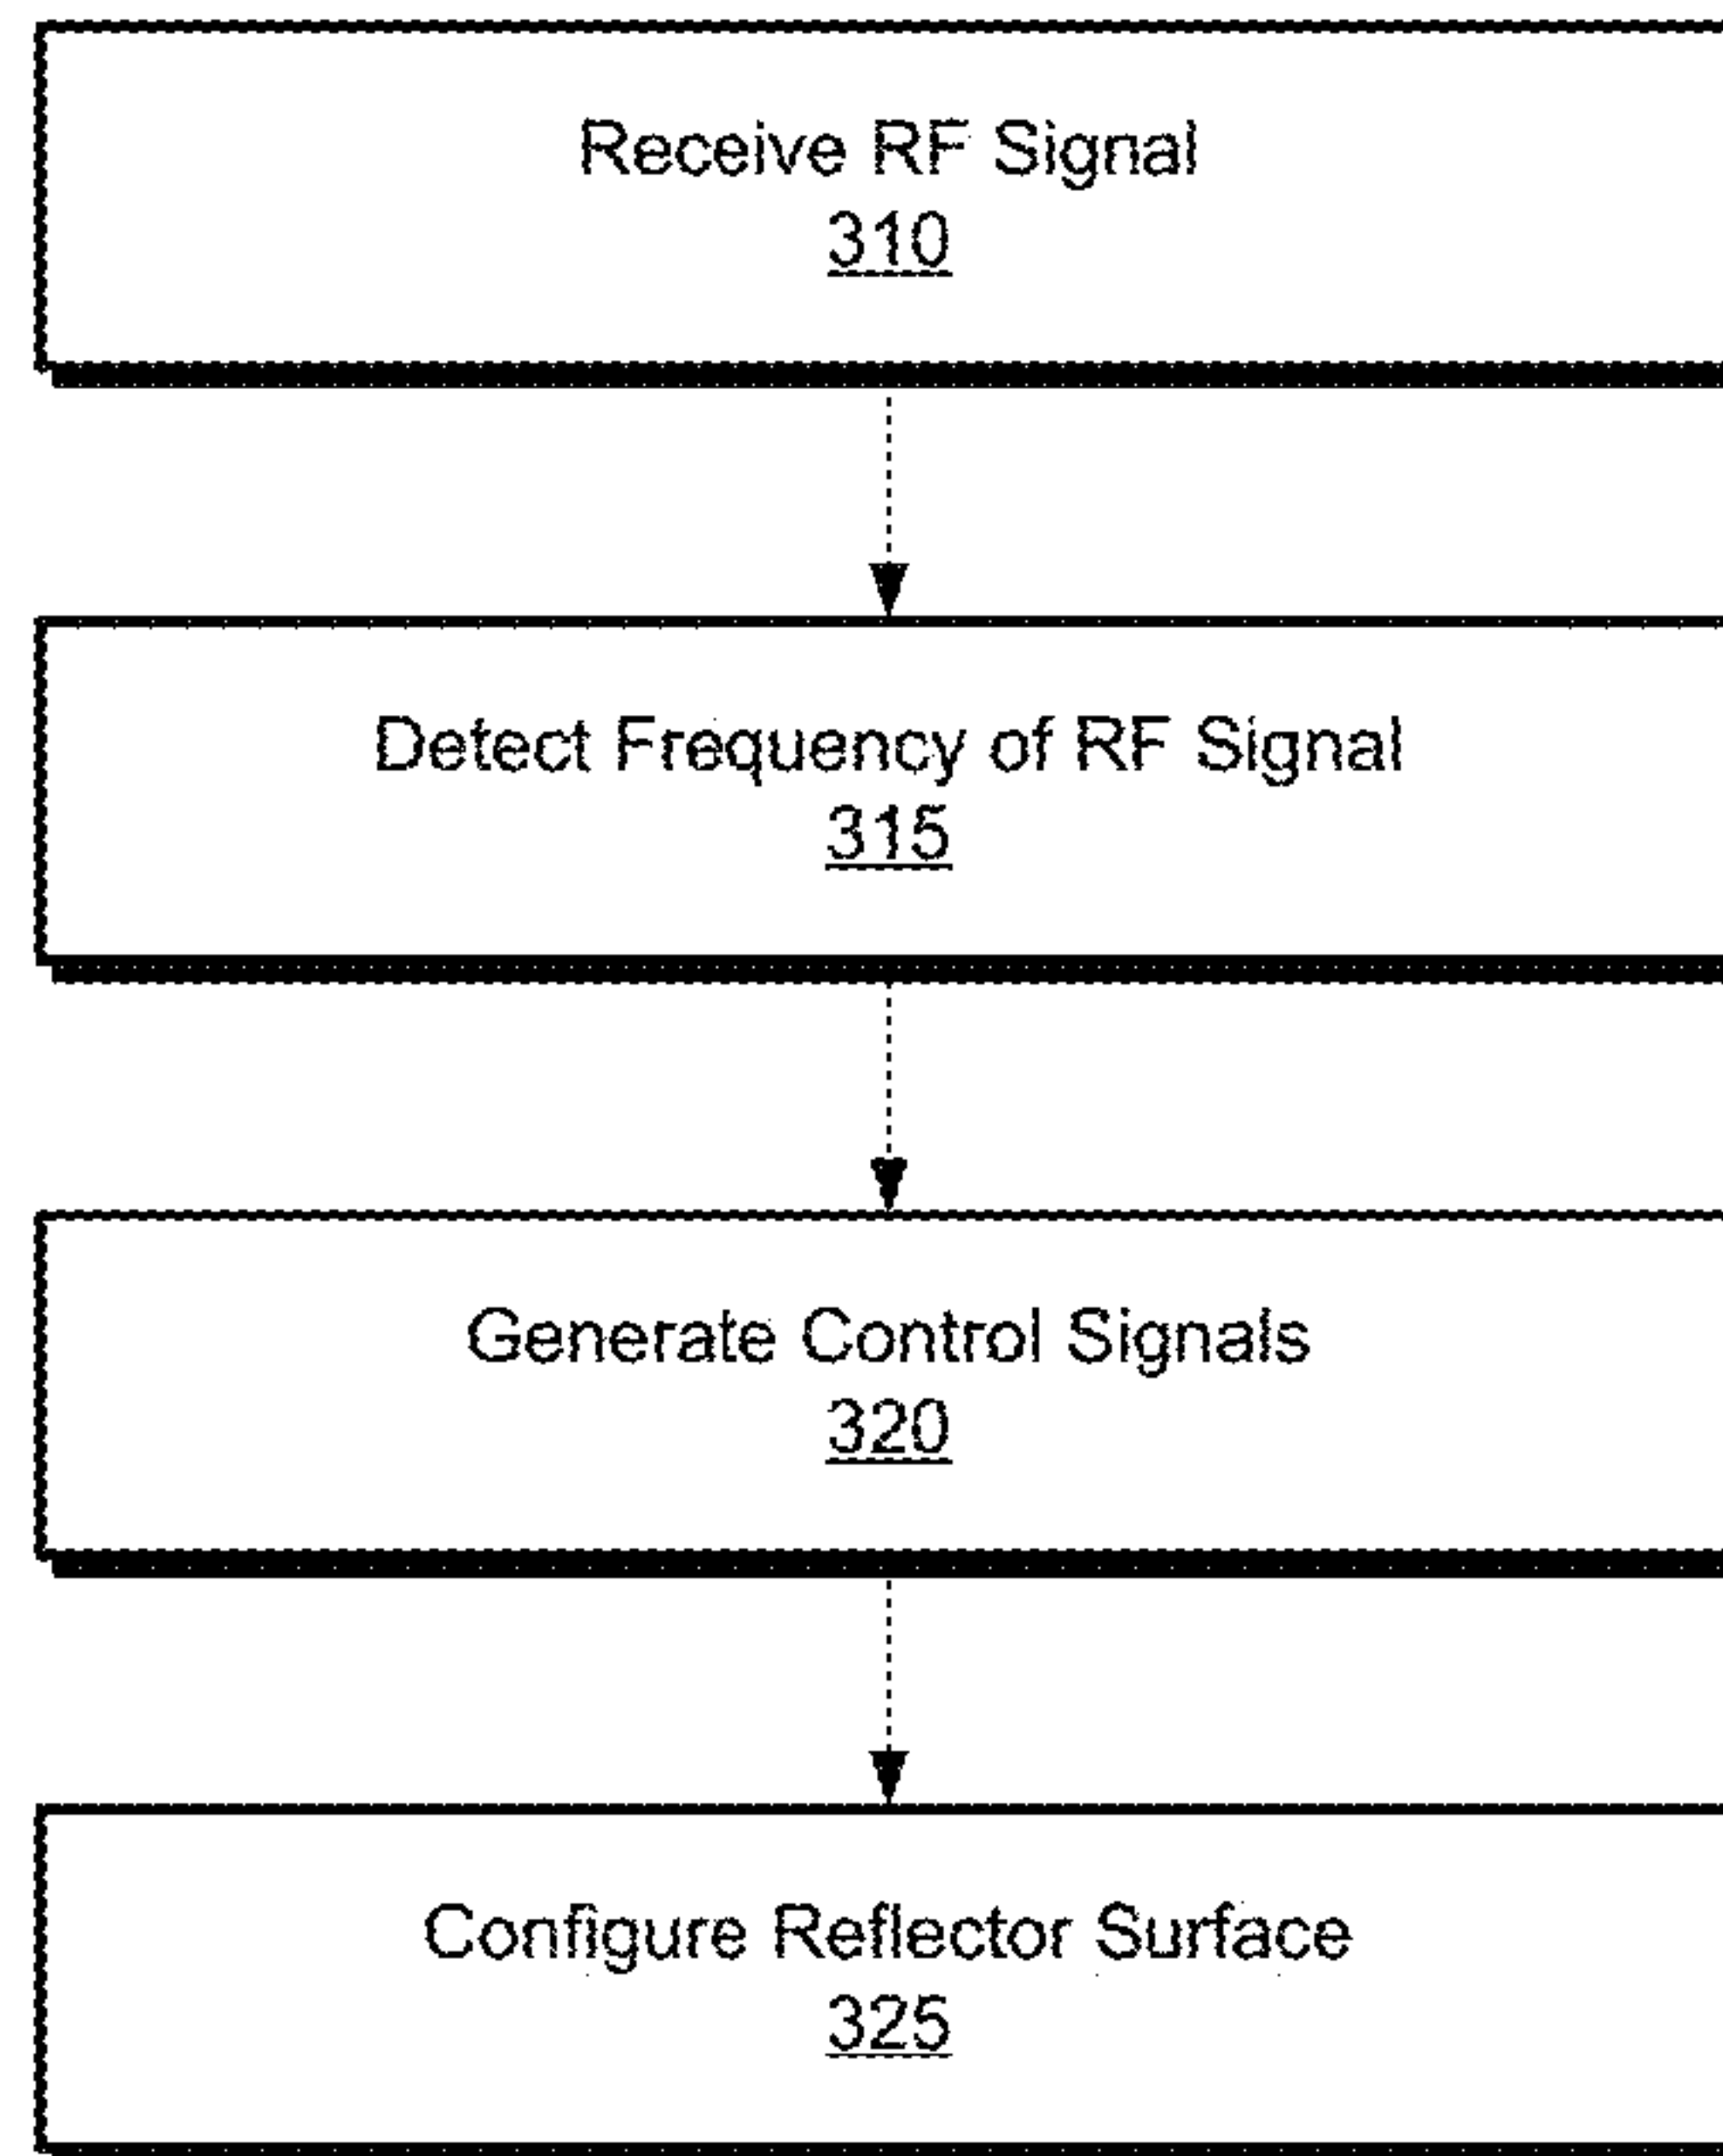 Receive RF Signal
310
Detect Frequency of RF Signal
315
Generate Control Signals
320
Configure Reflector Surface
325